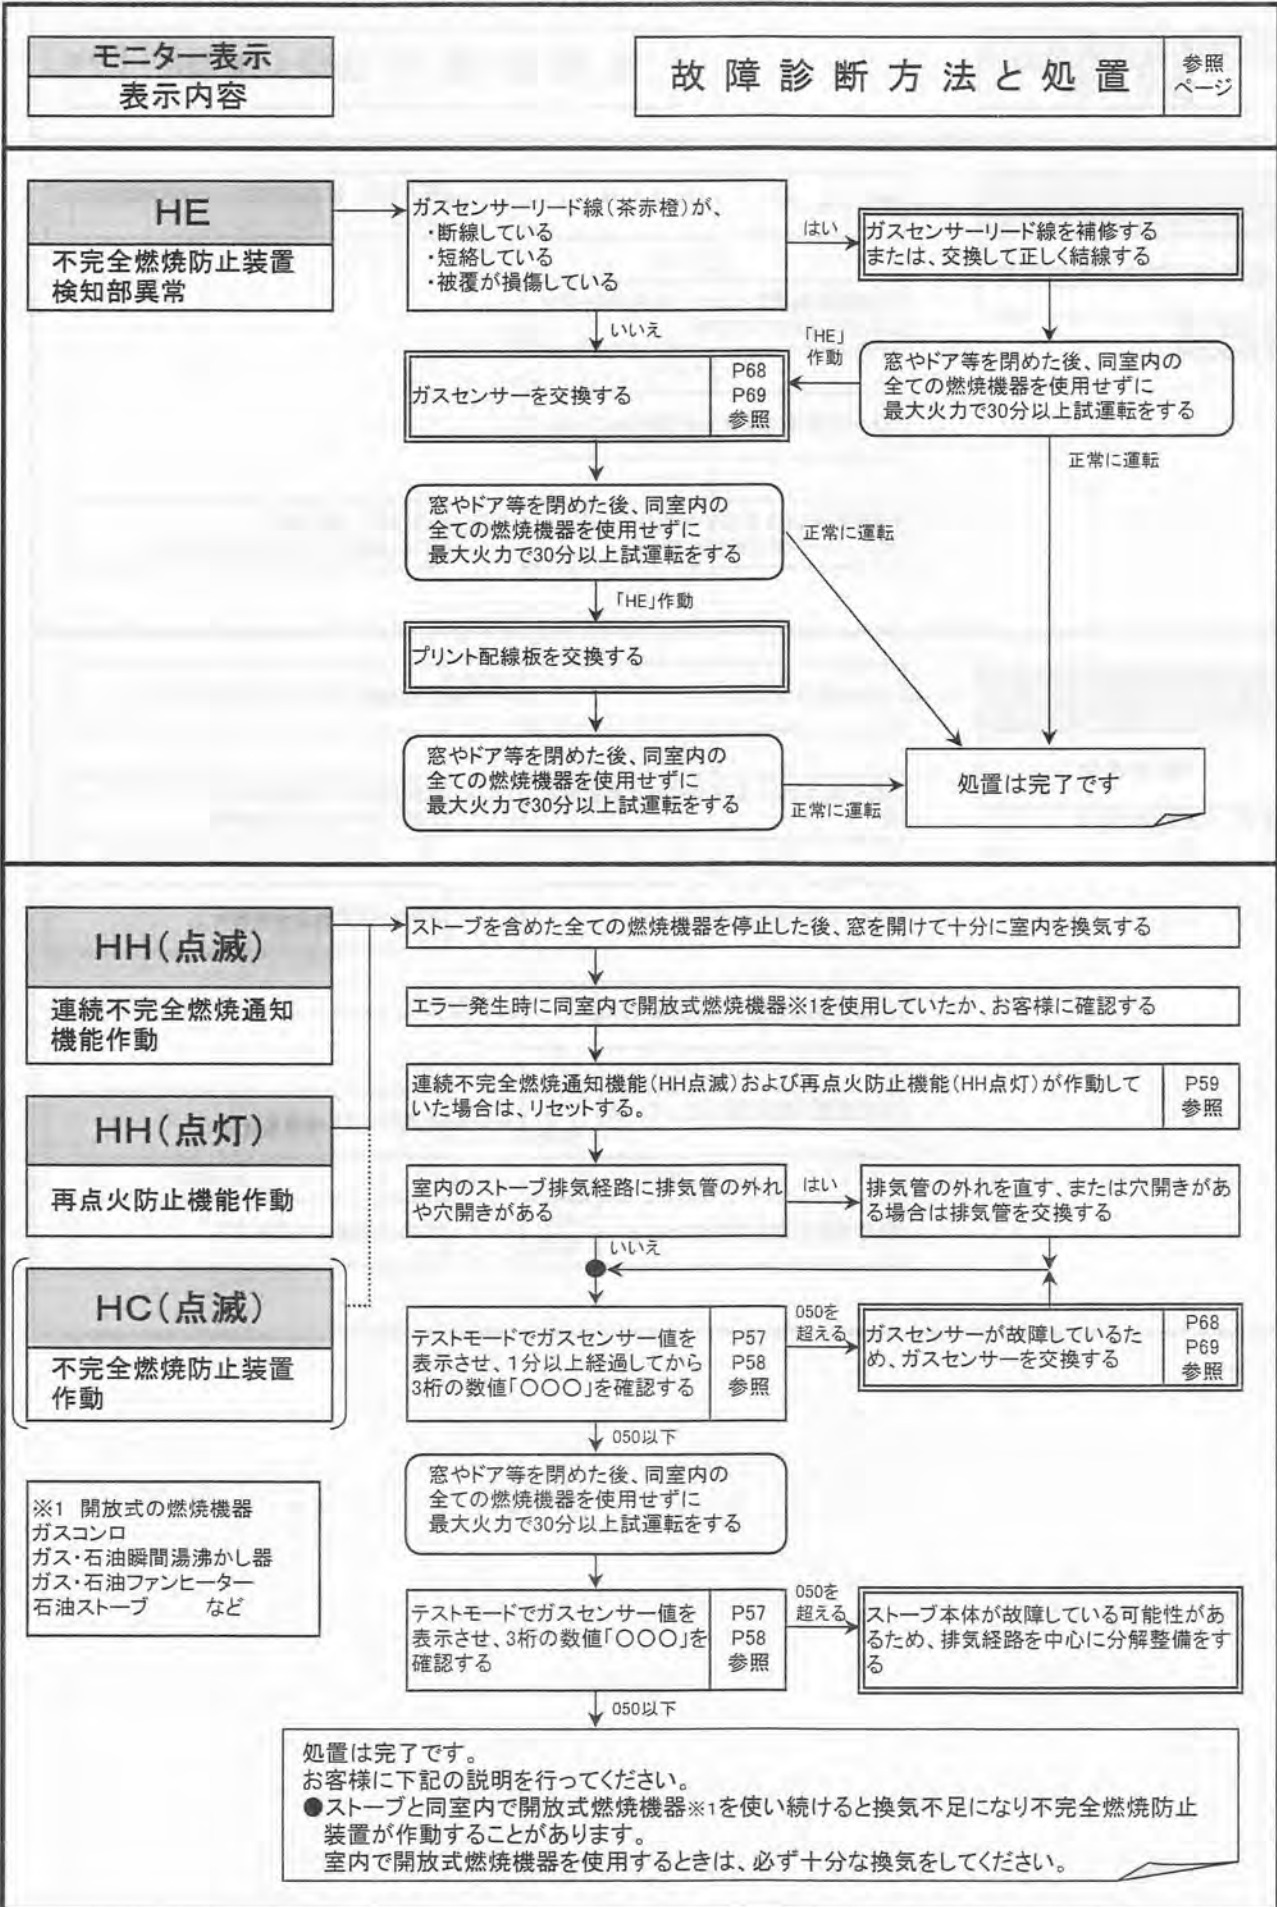 モニター表示
表示内容
故障診断方法と処置
参照
ページ
HE
不完全燃焼防止装置
検知部異常
ガスセンサーリード線(茶赤橙)が、
・断線している
・短絡している
・被覆が損傷している
はい
ガスセンサーリード線を補修する
または、交換して正しく結線する
いいえ
「HE」
作動
ガスセンサーを交換する
P68
P69
参照
窓やドア等を閉めた後、同室内の
全ての燃焼機器を使用せずに
最大火力で30分以上試運転をする
正常に運転
窓やドア等を閉めた後、同室内の
全ての燃焼機器を使用せずに
最大火力で30分以上試運転をする
正常に運転
「HE」作動
プリント配線板を交換する
窓やドア等を閉めた後、同室内の
全ての燃焼機器を使用せずに
最大火力で30分以上試運転をする
正常に運転
処置は完了です
HH(点滅)
連続不完全燃焼通知
機能作動
HH(点灯)
再点火防止機能作動
HC(点滅)
不完全燃焼防止装置
作動
※1 開放式の燃焼機器
ガスコンロ
ガス・石油瞬間湯沸かし器
ガス・石油ファンヒーター
石油ストーブ など
ストーブを含めた全ての燃焼機器を停止した後、窓を開けて十分に室内を換気する
エラー発生時に同室内で開放式燃焼機器※1を使用していたか、お客様に確認する
連続不完全燃焼通知機能(HH点滅)および再点火防止機能(HH点灯)が作動して
いた場合は、リセットする。
P59
参照
室内のストーブ排気経路に排気管の外れ
や穴開きがある
はい
排気管の外れを直す、または穴開きがあ
る場合は排気管を交換する
いいえ
テストモードでガスセンサー値を
表示させ、1分以上経過してから
3桁の数値「〇〇〇」を確認する
P57
P58
参照
050を
超える
ガスセンサーが故障しているた
め、ガスセンサーを交換する
P68
P69
参照
050以下
窓やドア等を閉めた後、同室内の
全ての燃焼機器を使用せずに
最大火力で30分以上試運転をする
テストモードでガスセンサー値を
表示させ、3桁の数値「〇〇〇」を
確認する
P57
P58
参照
050を
超える
ストーブ本体が故障している可能性があ
るため、排気経路を中心に分解整備をす
る
050以下
処置は完了です。
お客様に下記の説明を行ってください。
●ストーブと同室内で開放式燃焼機器※1を使い続けると換気不足になり不完全燃焼防止
装置が作動することがあります。
室内で開放式燃焼機器を使用するときは、必ず十分な換気をしてください。